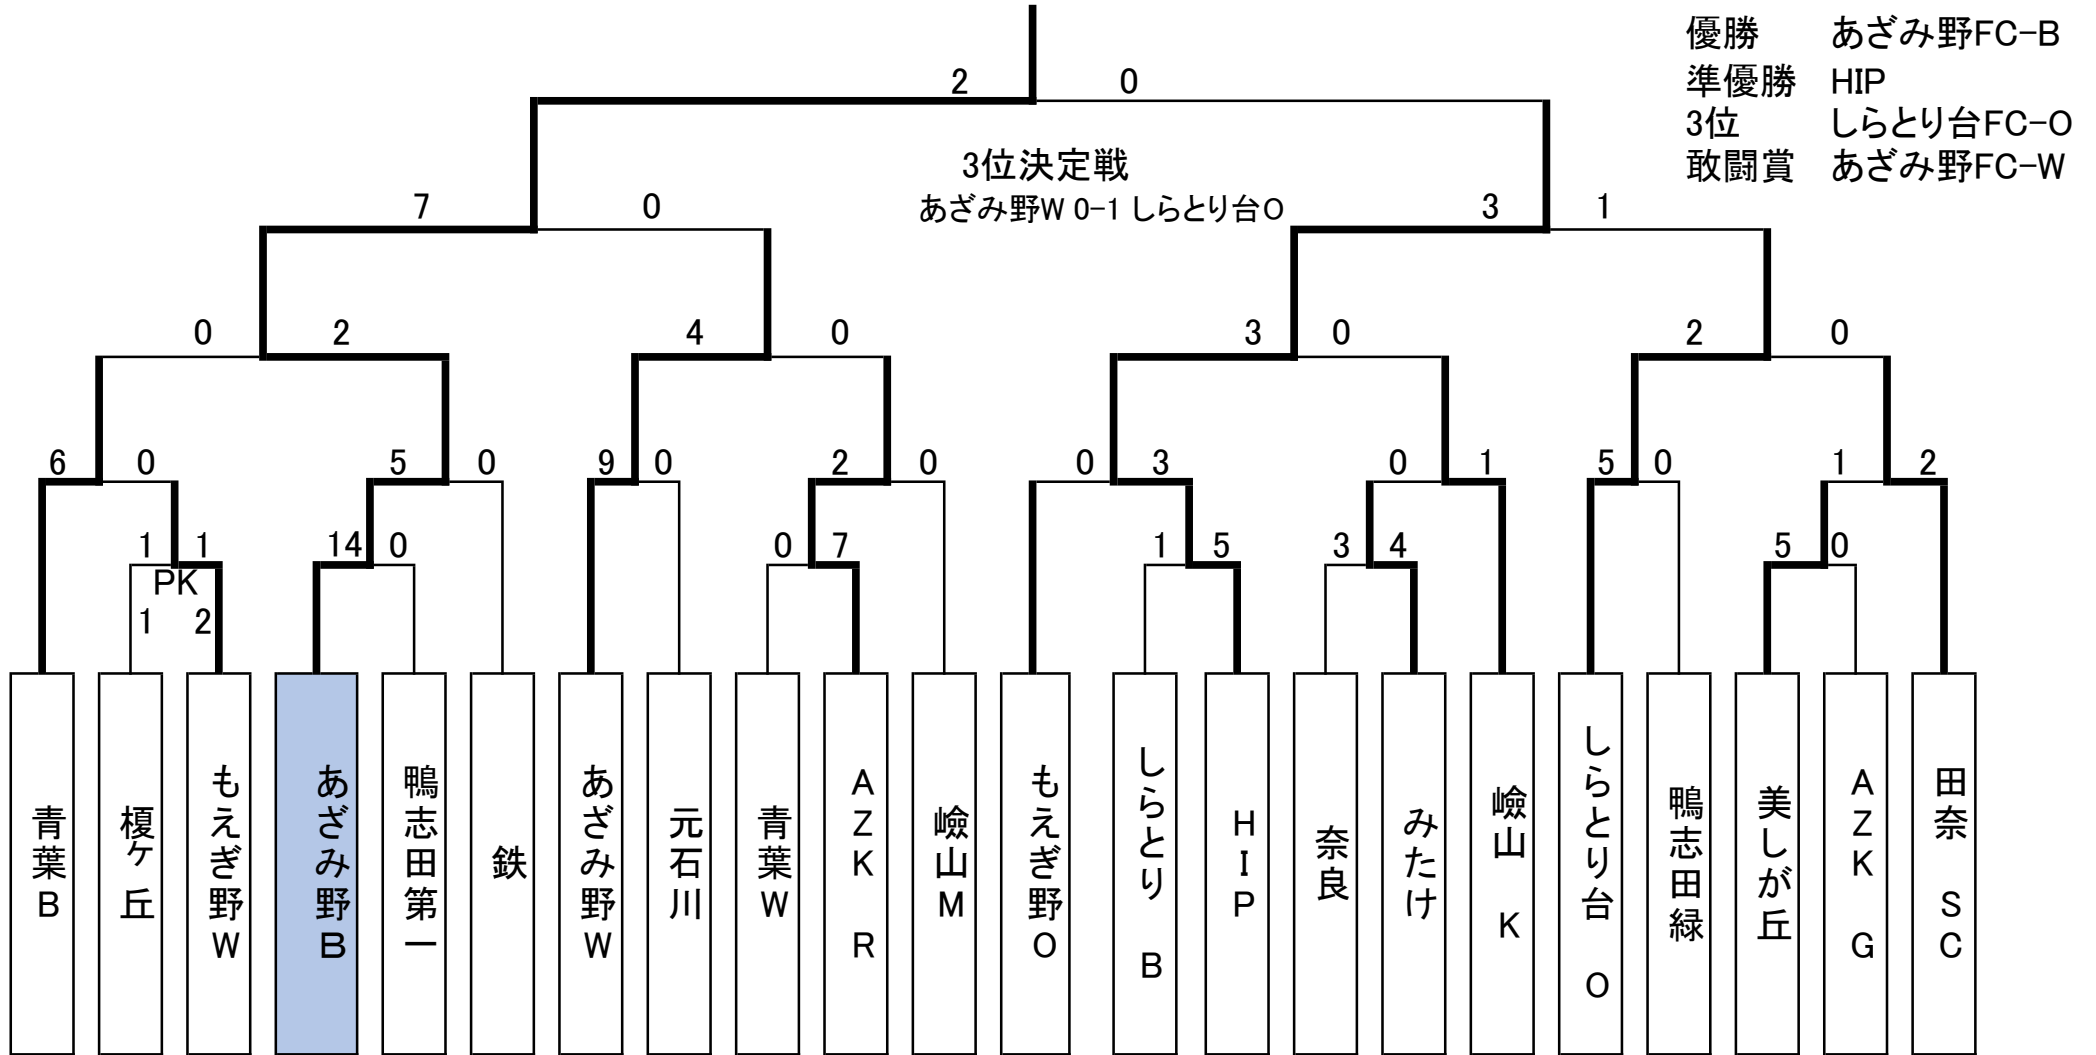 優勝 あざみ野FC-B
準優勝 HIP
3位 しらとり台FC-O
敢闘賞 あざみ野FC-W
2 0
3位決定戦
あざみ野W 0-1 しらとり台O
7 0 3 1
0 2 4 0 3 0 2 0
6 0 5 0 9 0 2 0 0 3 0 1 5 0 1 2
1 1 14 0 0 7 1 5 3 4 5 0
PK
1 2
青葉B
榎ケ丘
もえぎ野W
あざみ野B
鴨志田第一
鉄
あざみ野W
元石川
青葉W
AZK R
嶮山M
もえぎ野O
しらとり B
HIP
奈良
みたけ
嶮山 K
しらとり台 O
鴨志田緑
美しが丘
AZK G
田奈 SC